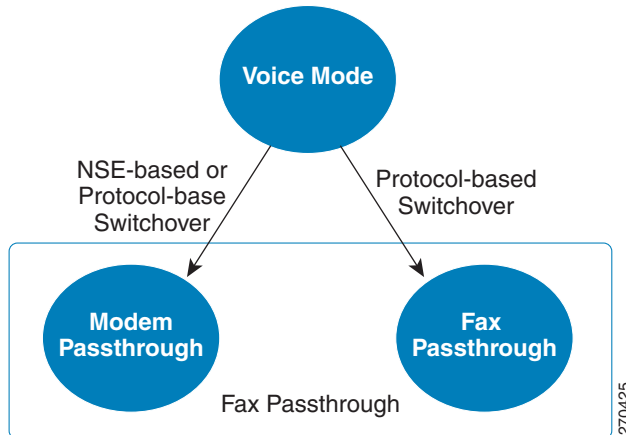 Voice Mode
NSE-based or
Protocol-base
Switchover
Protocol-based
Switchover
Modem
Passthrough
Fax
Passthrough
Fax Passthrough
270425